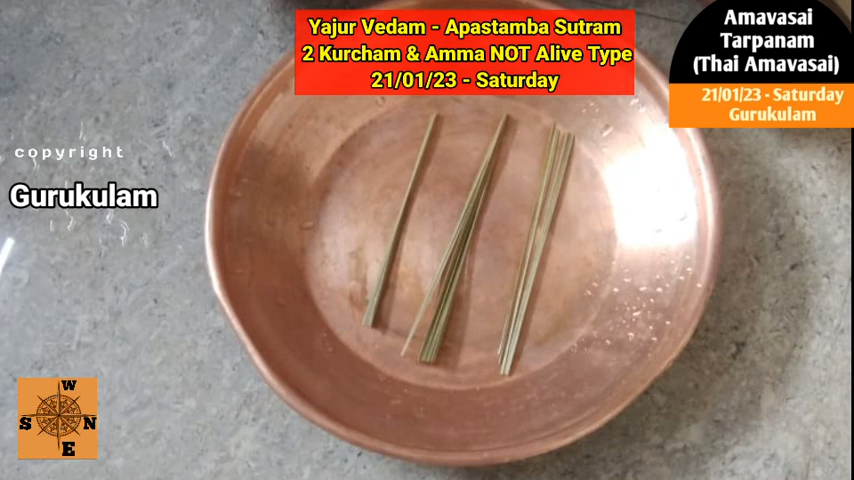 Yajur Vedam - Apastamba Sutram
2 Kurcham & Amma NOT Alive Type
21/01/23 - Saturday
Amavasai
Tarpanam
(Thai Amavasai)
21/01/23 - Saturday
Gurukulam
copyright
Gurukulam
W
S N
E